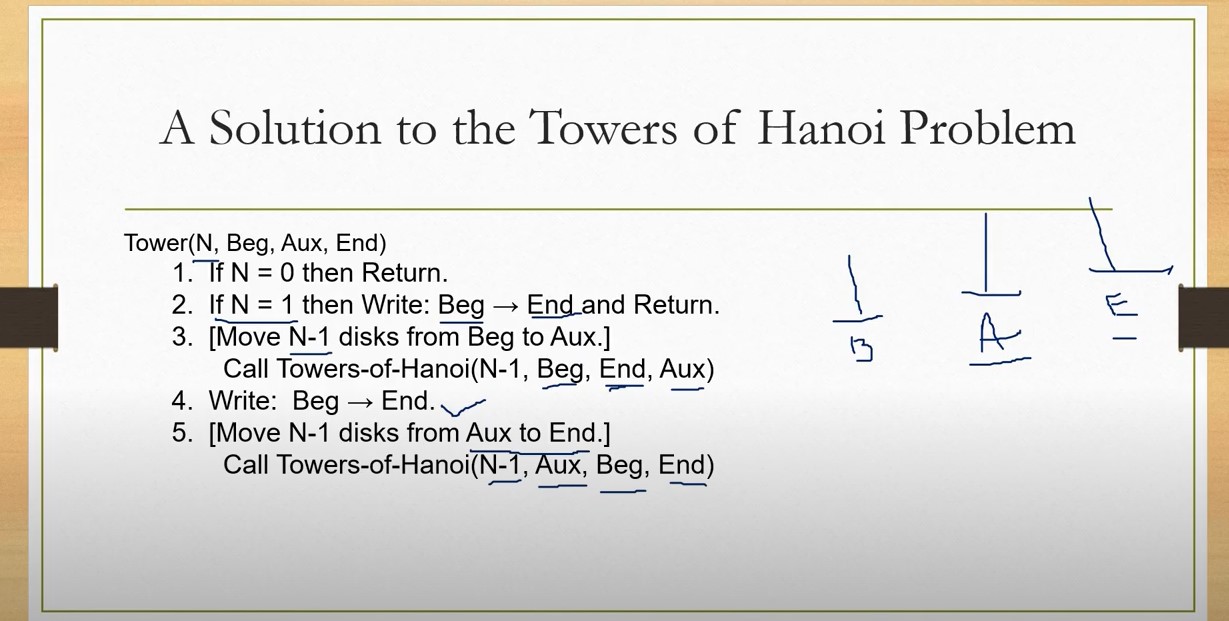 A Solution to the Towers of Hanoi Problem
Tower(N, Beg, Aux, End)
1. If N = 0 then Return.
2. If N = 1 then Write: Beg → End and Return.
3. [Move N-1 disks from Beg to Aux.]
Call Towers-of-Hanoi(N-1, Beg, End, Aux)
4. Write: Beg → End.
5. [Move N-1 disks from Aux to End.]
Call Towers-of-Hanoi(N-1, Aux, Beg, End)
B A E